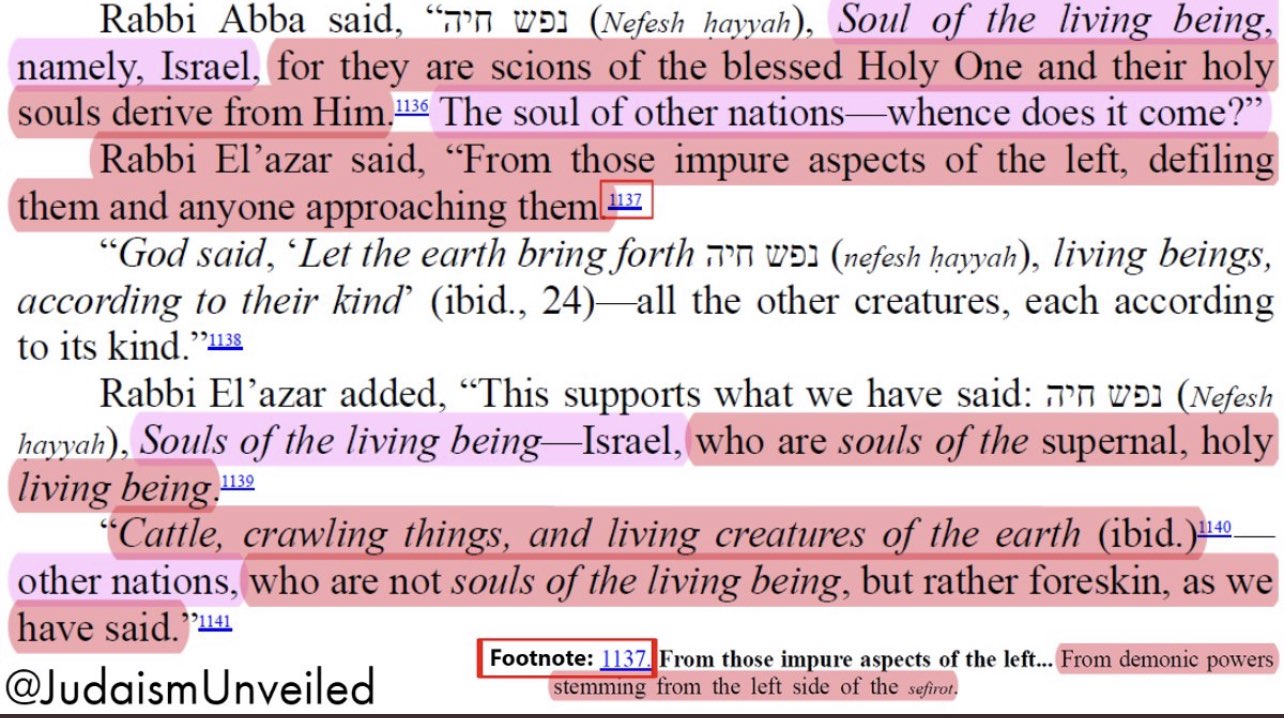 Rabbi Abba said, “נפש חיה (Nefesh ḥayyah), Soul of the living being,
namely, Israel, for they are scions of the blessed Holy One and their holy
souls derive from Him.1136 The soul of other nations—whence does it come?”
Rabbi El’azar said, “From those impure aspects of the left, defiling
them and anyone approaching them.1137
“God said, ‘Let the earth bring forth נפש חיה (nefesh ḥayyah), living beings,
according to their kind’ (ibid., 24)—all the other creatures, each according
to its kind.”1138
Rabbi El’azar added, “This supports what we have said: נפש חיה (Nefesh
ḥayyah), Souls of the living being—Israel, who are souls of the supernal, holy
living being.1139
“Cattle, crawling things, and living creatures of the earth (ibid.)1140—
other nations, who are not souls of the living being, but rather foreskin, as we
have said.”1141
Footnote: 1137. From those impure aspects of the left... From demonic powers
stemming from the left side of the sefirot.
@JudaismUnveiled